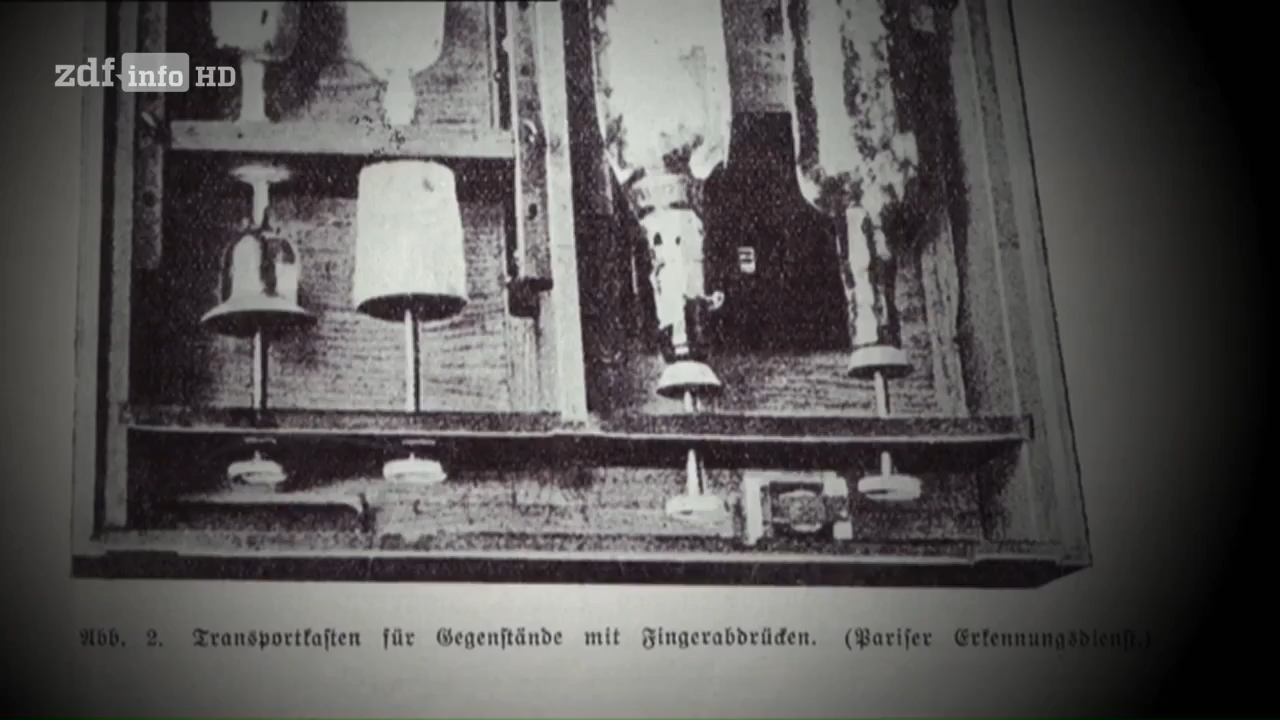 zdf info HD
Abb. 2. Transportkasten für Gegenstände mit Fingerabdrücken. (Pariser Erkennungsdienst.)